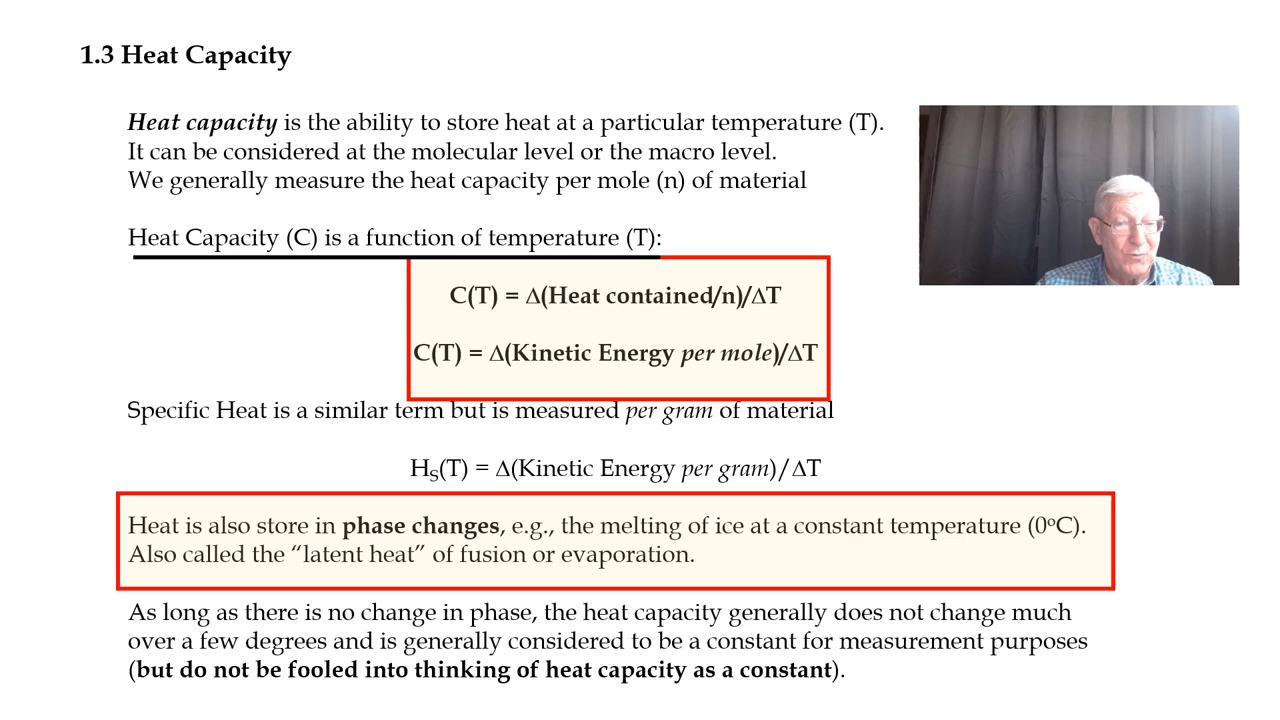 1.3 Heat Capacity
Heat capacity is the ability to store heat at a particular temperature (T).
It can be considered at the molecular level or the macro level.
We generally measure the heat capacity per mole (n) of material
Heat Capacity (C) is a function of temperature (T):
C(T) = Δ(Heat contained/n)/ΔT
C(T) = Δ(Kinetic Energy per mole)/ΔT
Specific Heat is a similar term but is measured per gram of material
H_S(T) = Δ(Kinetic Energy per gram)/ΔT
Heat is also store in phase changes, e.g., the melting of ice at a constant temperature (0°C).
Also called the “latent heat” of fusion or evaporation.
As long as there is no change in phase, the heat capacity generally does not change much
over a few degrees and is generally considered to be a constant for measurement purposes
(but do not be fooled into thinking of heat capacity as a constant).